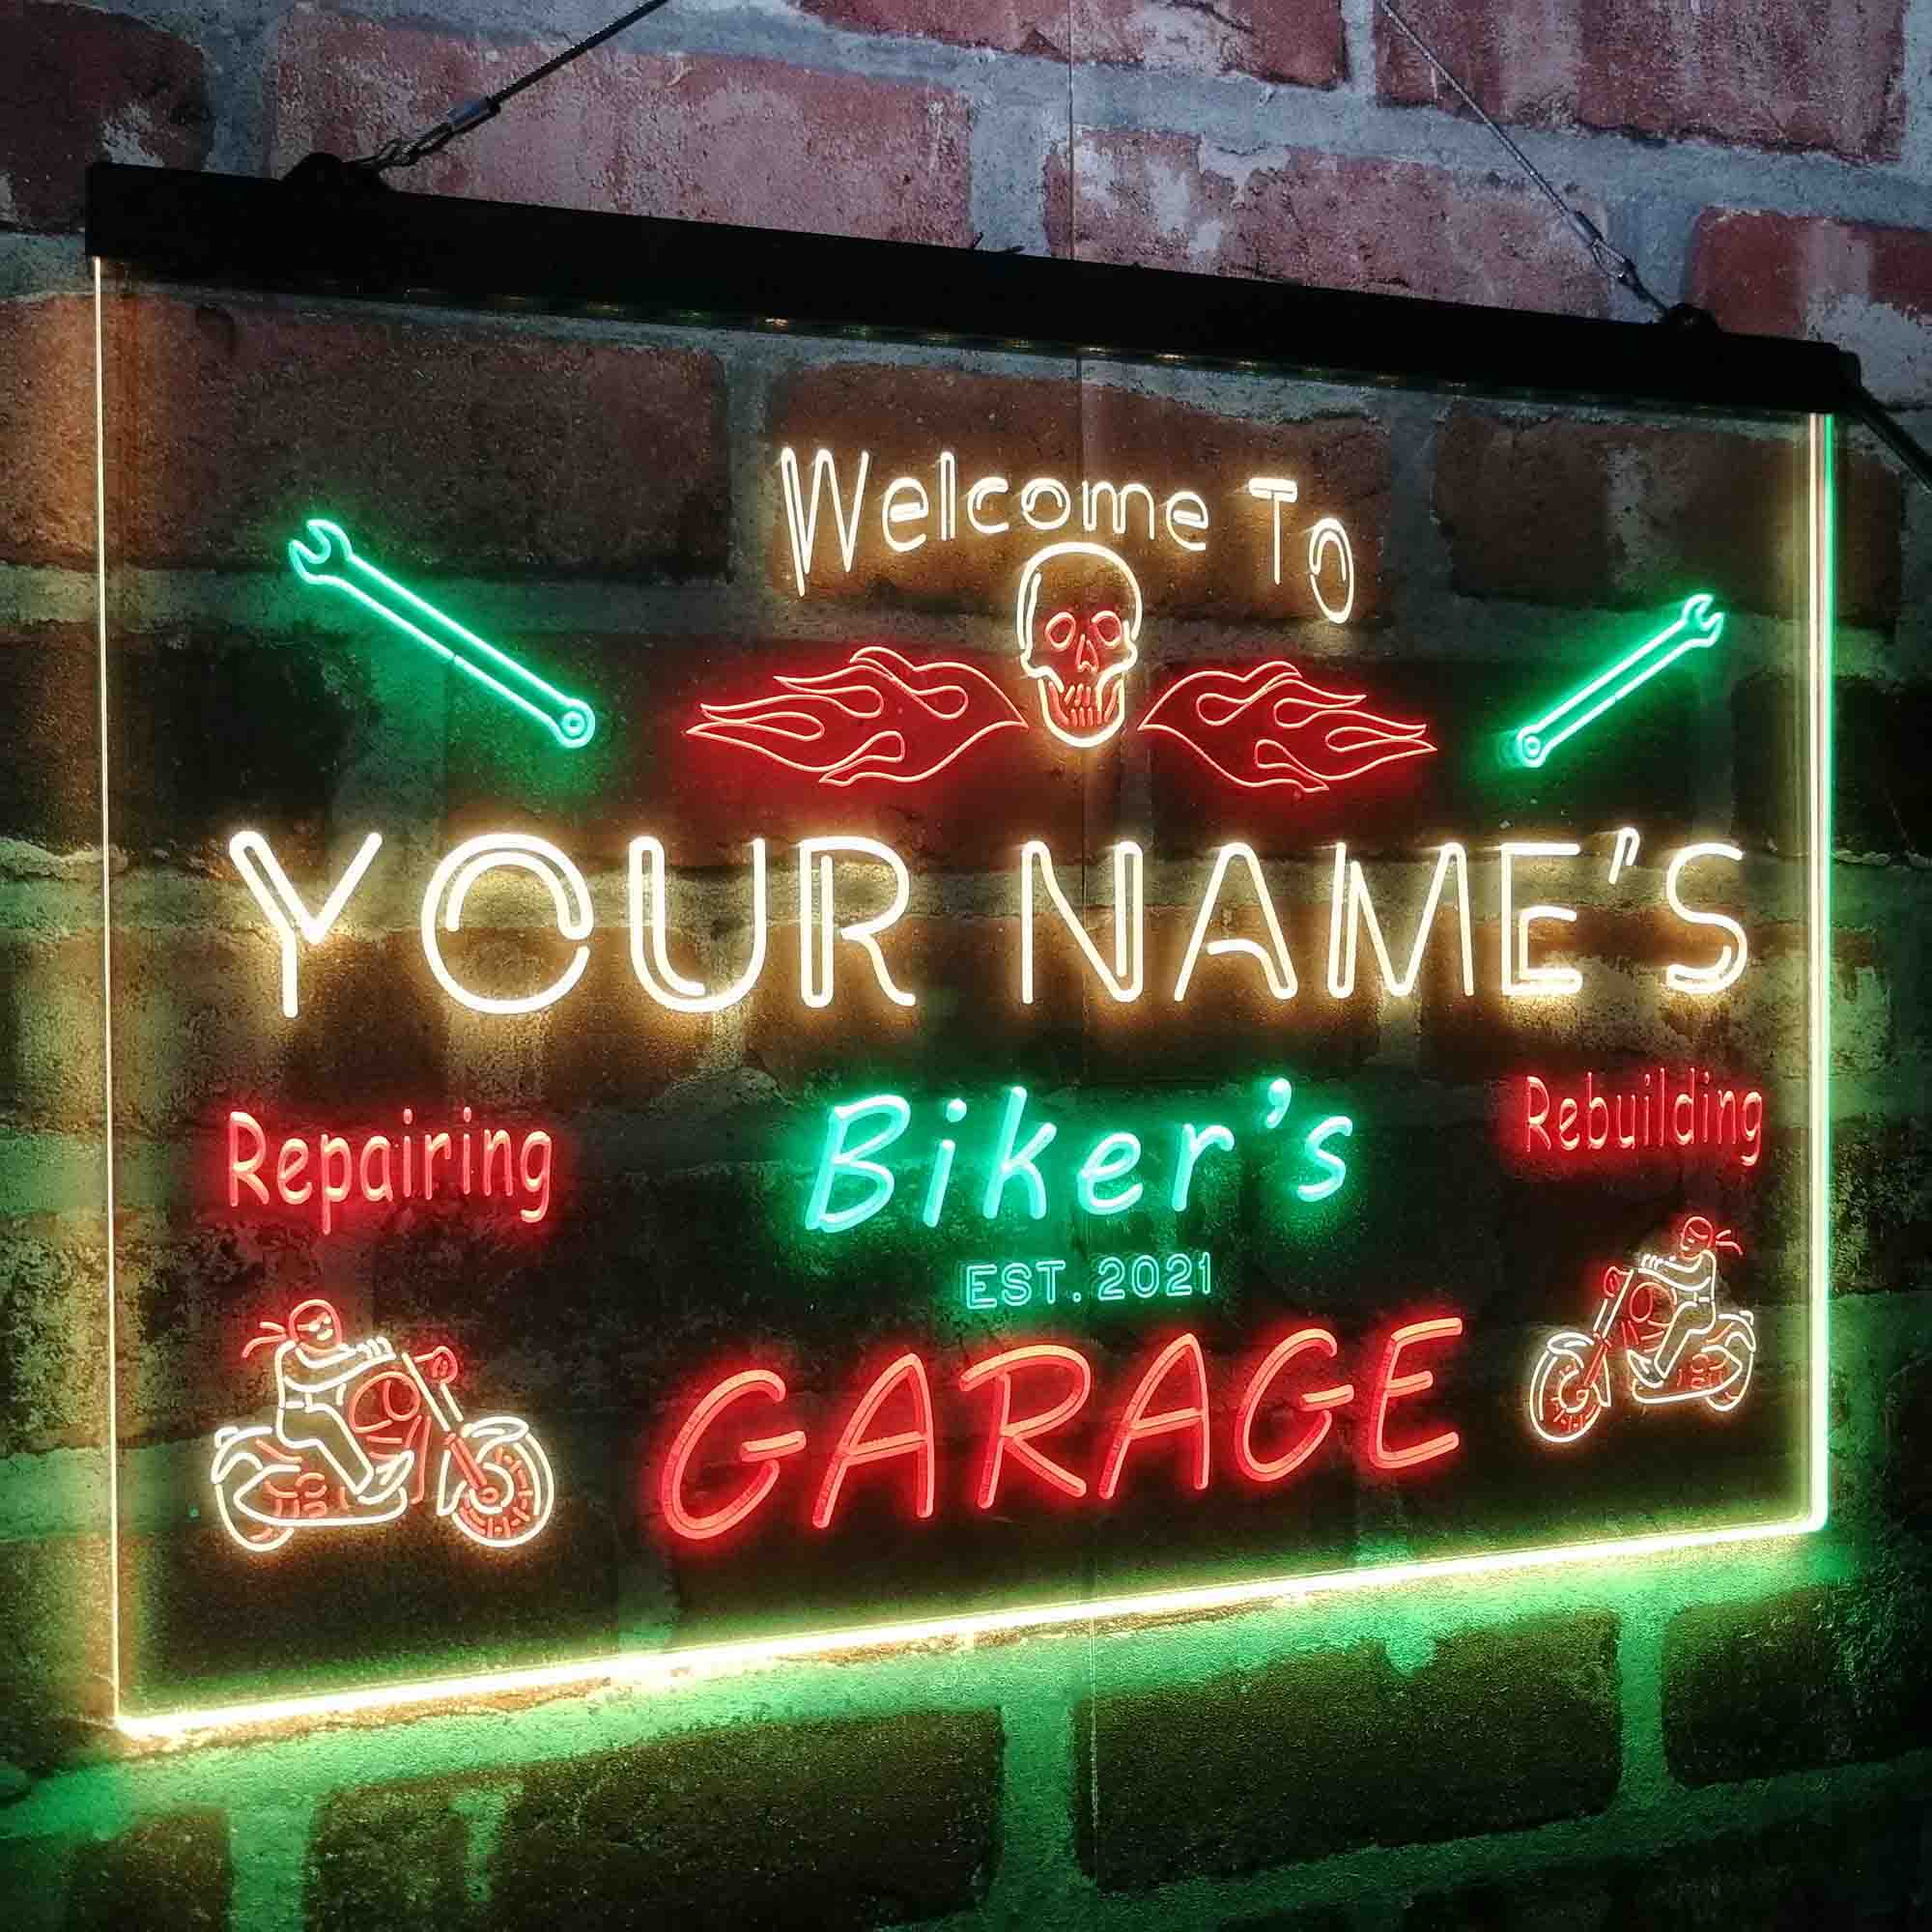 Welcome To
YOUR NAME'S
Repairing
Biker's
Rebuilding
EST. 2021
GARAGE